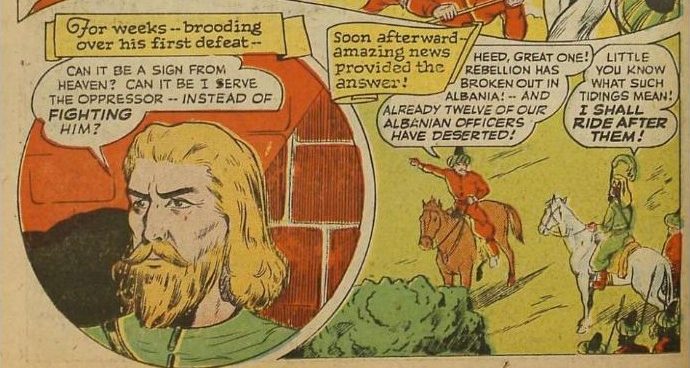 For weeks -- brooding
over his first defeat --
CAN IT BE A SIGN FROM
HEAVEN? CAN IT BE I SERVE
THE OPPRESSOR -- INSTEAD OF
FIGHTING
HIM?
Soon afterward--
amazing news
provided the
answer!
HEED, GREAT ONE!
REBELLION HAS
BROKEN OUT IN
ALBANIA! -- AND
ALREADY TWELVE OF OUR
ALBANIAN OFFICERS
HAVE DESERTED!
LITTLE
YOU KNOW
WHAT SUCH
TIDINGS MEAN!
I SHALL
RIDE AFTER
THEM!